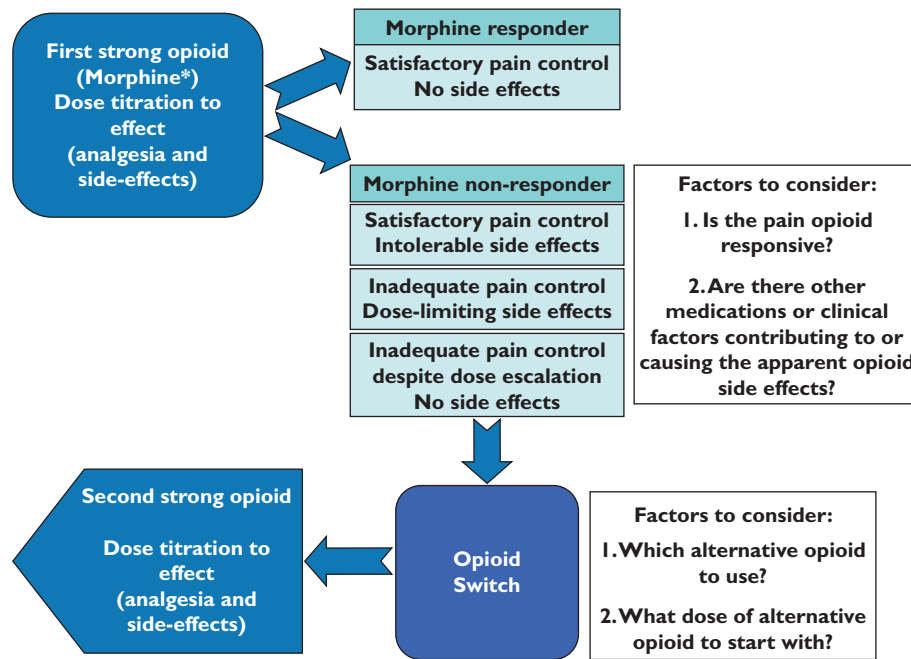 First strong opioid
(Morphine*)
Dose titration to
effect
(analgesia and
side-effects)
Morphine responder
Satisfactory pain control
No side effects
Morphine non-responder
Satisfactory pain control
Intolerable side effects
Inadequate pain control
Dose-limiting side effects
Inadequate pain control
despite dose escalation
No side effects
Factors to consider:
1. Is the pain opioid
responsive?
2. Are there other
medications or clinical
factors contributing to or
causing the apparent opioid
side effects?
Second strong opioid
Dose titration to
effect
(analgesia and
side-effects)
Opioid
Switch
Factors to consider:
1. Which alternative opioid
to use?
2. What dose of alternative
opioid to start with?